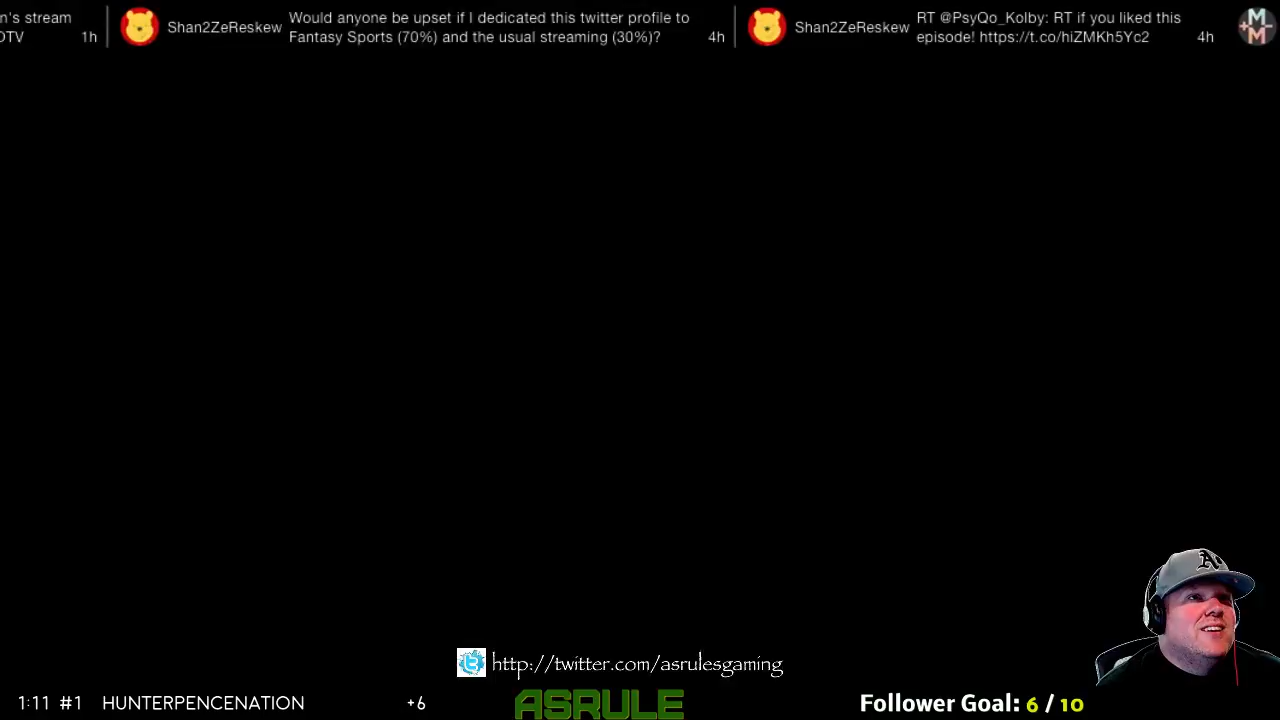 n's stream
OTV 1h
Shan2ZeReskew
Would anyone be upset if I dedicated this twitter profile to
Fantasy Sports (70%) and the usual streaming (30%)? 4h
Shan2ZeReskew
RT @PsyQo_Kolby: RT if you liked this
episode! https://t.co/hiZMKh5Yc2 4h
M
+M
A's
http://twitter.com/asrulesgaming
1:11 #1 HUNTERPENCENATION +6
ASRULE
Follower Goal: 6 / 10